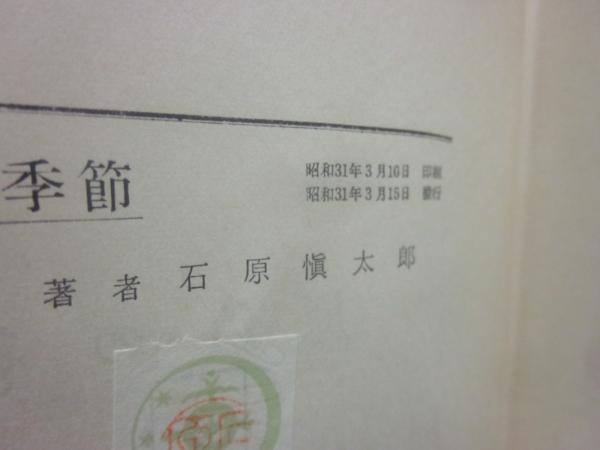 季節
昭和31年3月10日 印刷
昭和31年3月15日 發行
著者 石原慎太郎